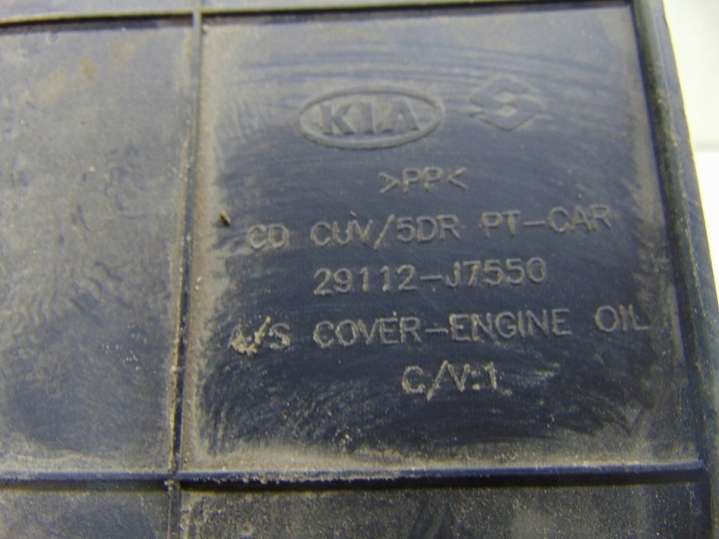 KIA
>PP<
CD CUV/5DR PT-CAR
29112-J7550
A/S COVER-ENGINE OIL
C/V:1